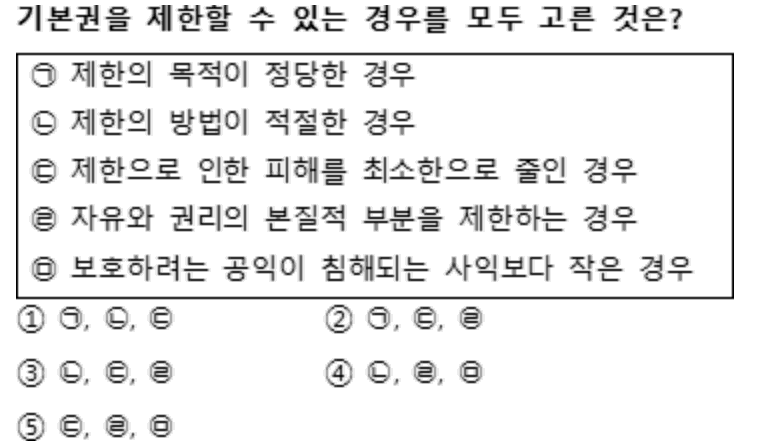 기본권을 제한할 수 있는 경우를 모두 고른 것은?
㉠ 제한의 목적이 정당한 경우
㉡ 제한의 방법이 적절한 경우
㉢ 제한으로 인한 피해를 최소한으로 줄인 경우
㉣ 자유와 권리의 본질적 부분을 제한하는 경우
㉤ 보호하려는 공익이 침해되는 사익보다 작은 경우
① ㉠, ㉡, ㉢ ② ㉠, ㉢, ㉣
③ ㉡, ㉢, ㉣ ④ ㉡, ㉣, ㉤
⑤ ㉢, ㉣, ㉤